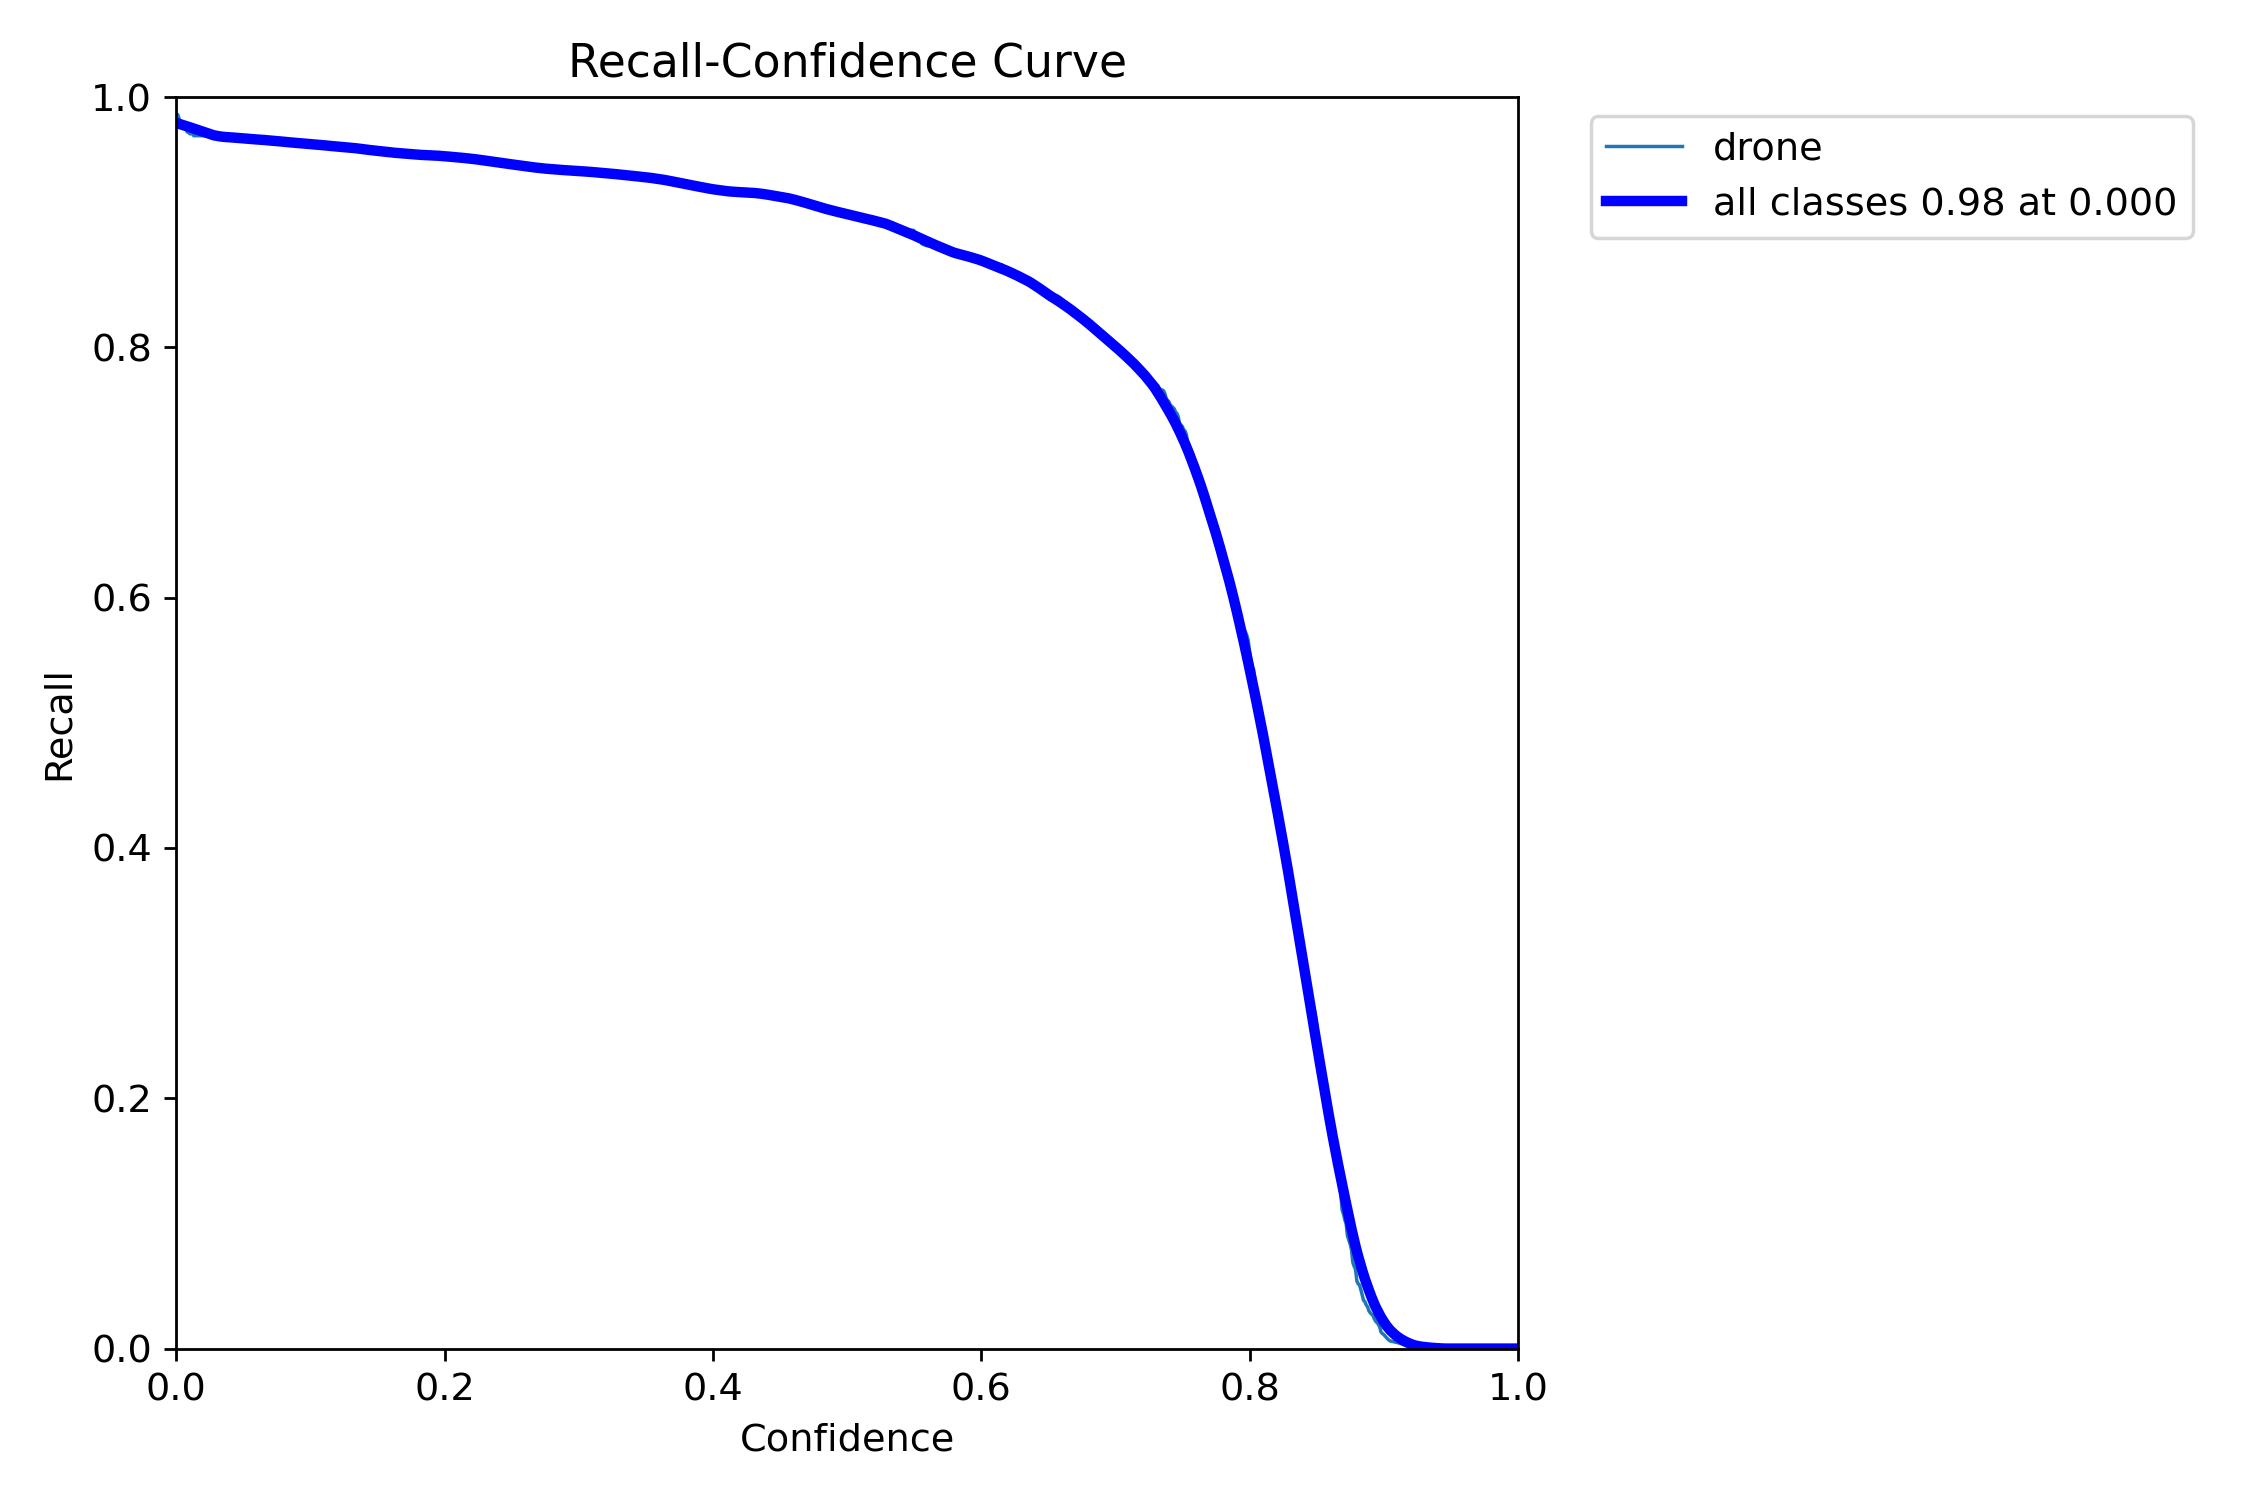 Recall-Confidence Curve
1.0
0.8
0.6
0.4
0.2
0.0
Recall
0.0 0.2 0.4 0.6 0.8 1.0
Confidence
drone
all classes 0.98 at 0.000